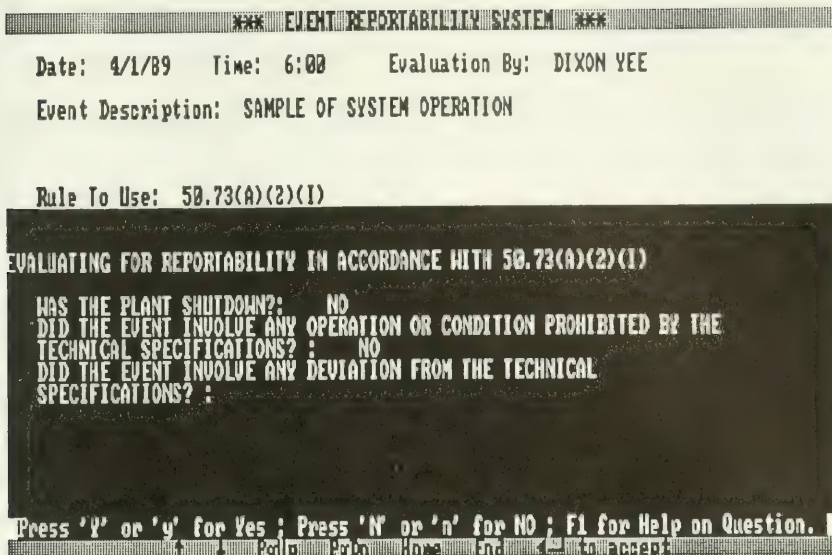 *** EVENT REPORTABILITY SYSTEM ***
Date: 4/1/89 Time: 6:00 Evaluation By: DIXON YEE
Event Description: SAMPLE OF SYSTEM OPERATION
Rule To Use: 50.73(A)(2)(I)
EVALUATING FOR REPORTABILITY IN ACCORDANCE WITH 50.73(A)(2)(I)
WAS THE PLANT SHUTDOWN?: NO
DID THE EVENT INVOLVE ANY OPERATION OR CONDITION PROHIBITED BY THE
TECHNICAL SPECIFICATIONS? : NO
DID THE EVENT INVOLVE ANY DEVIATION FROM THE TECHNICAL
SPECIFICATIONS? :
Press 'Y' or 'y' for Yes ; Press 'N' or 'n' for NO ; F1 for Help on Question.
PgUp PgDn Home End to accept